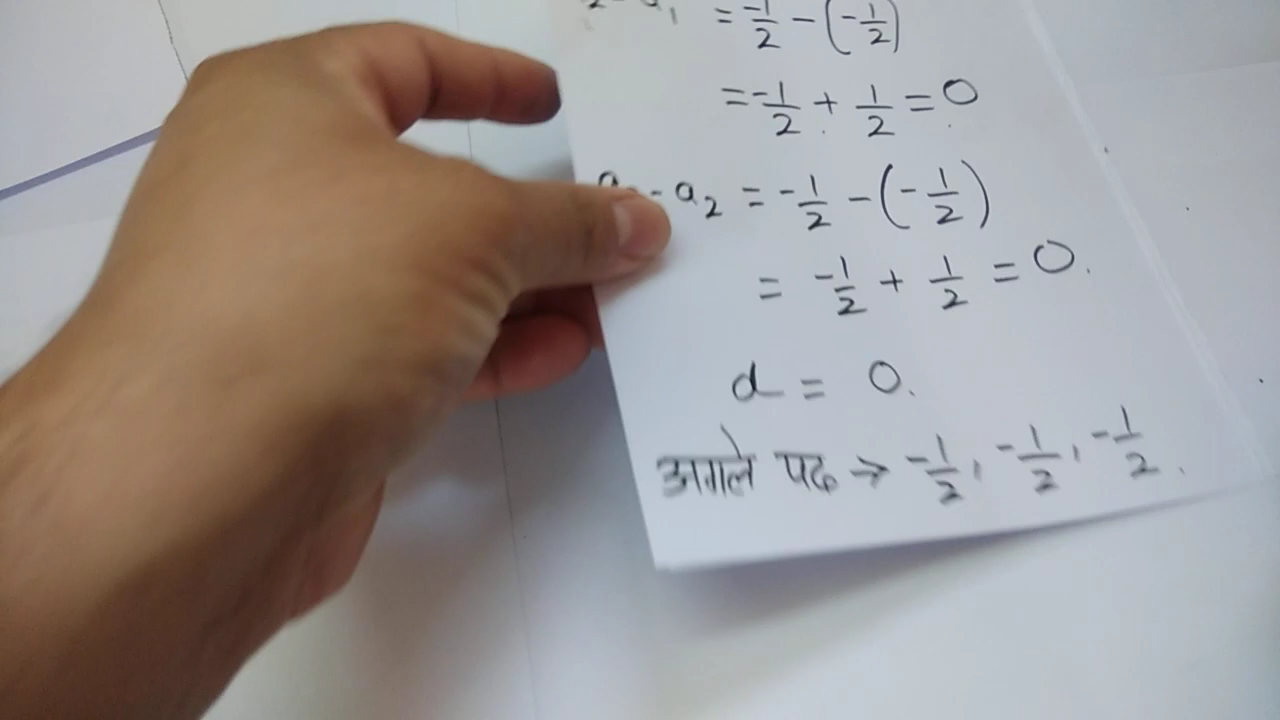 a₁ = -1/2 - (-1/2)
= -1/2 + 1/2 = 0
- a₂ = -1/2 - (-1/2)
= -1/2 + 1/2 = 0.
d = 0.
अगले पद → -1/2, -1/2, -1/2.